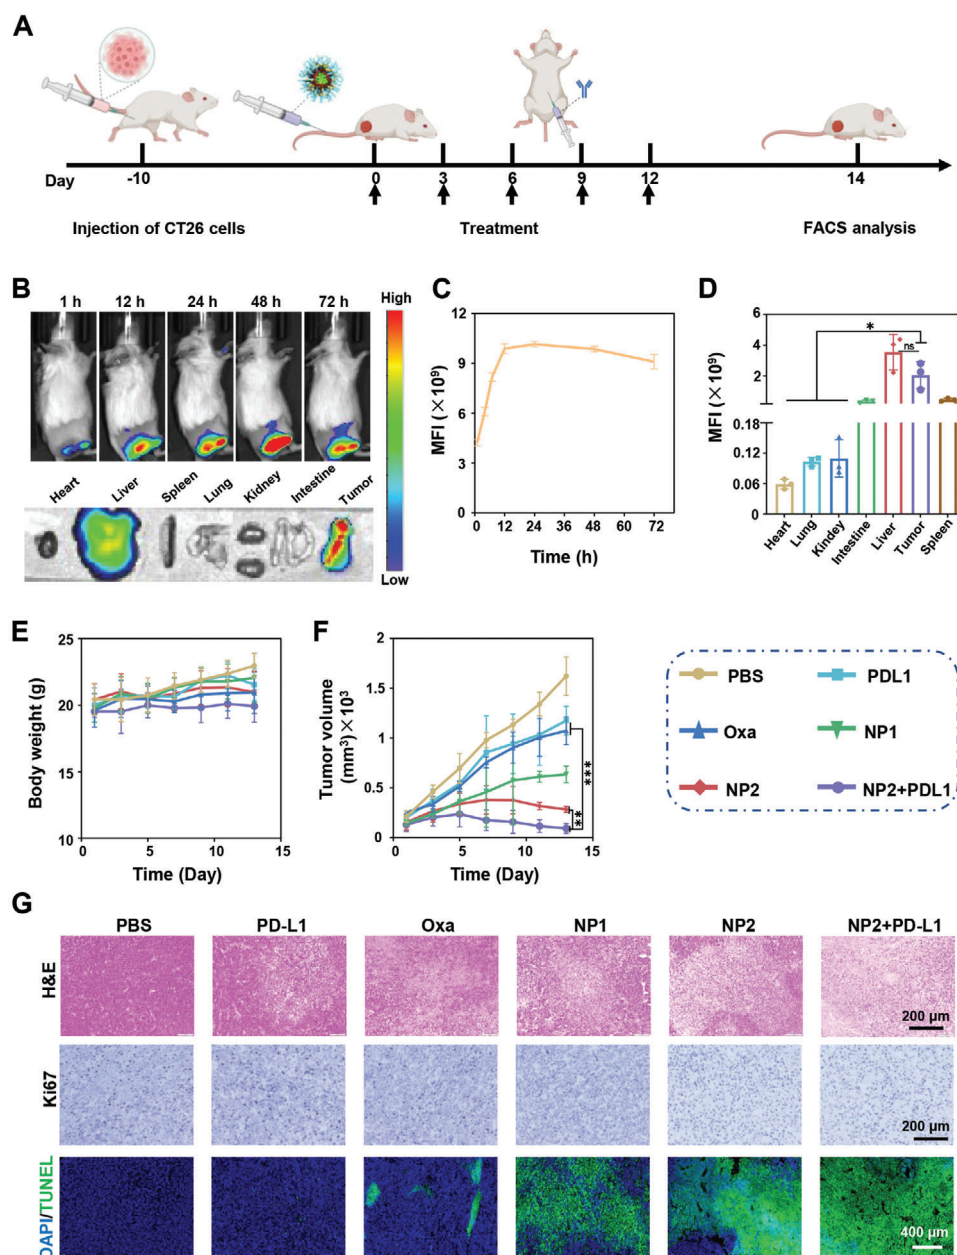 A
Day
-10
0
3
6
9
12
14
Injection of CT26 cells
Treatment
FACS analysis
B
1 h
12 h
24 h
48 h
72 h
High
Low
Heart
Liver
Spleen
Lung
Kidney
Intestine
Tumor
C
MFI (×10⁹)
12
9
6
3
0
0
12
24
36
48
60
72
Time (h)
D
MFI (×10⁹)
6
4
2
0.18
0.12
0.06
0
*
ns
Heart
Lung
Kindey
Intestine
Liver
Tumor
Spleen
E
Body weight (g)
25
20
15
10
0
5
10
15
Time (Day)
F
Tumor volume
(mm³)×10³
2
1.5
1
0.5
0
0
5
10
15
Time (Day)
***
**
PBS
PDL1
Oxa
NP1
NP2
NP2+PDL1
G
PBS
PD-L1
Oxa
NP1
NP2
NP2+PD-L1
H&E
200 μm
Ki67
200 μm
DAPI/TUNEL
400 μm